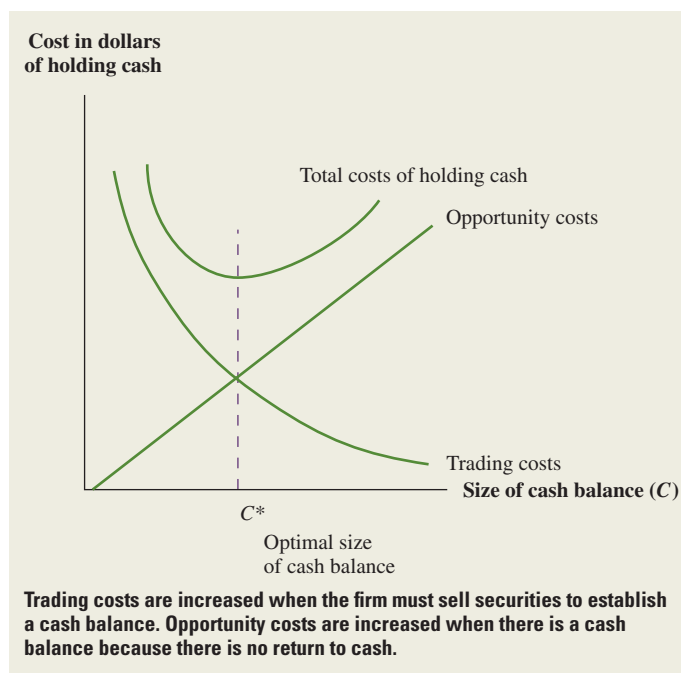 Cost in dollars
of holding cash
Total costs of holding cash
Opportunity costs
Trading costs
Size of cash balance (C)
C*
Optimal size
of cash balance
Trading costs are increased when the firm must sell securities to establish
a cash balance. Opportunity costs are increased when there is a cash
balance because there is no return to cash.